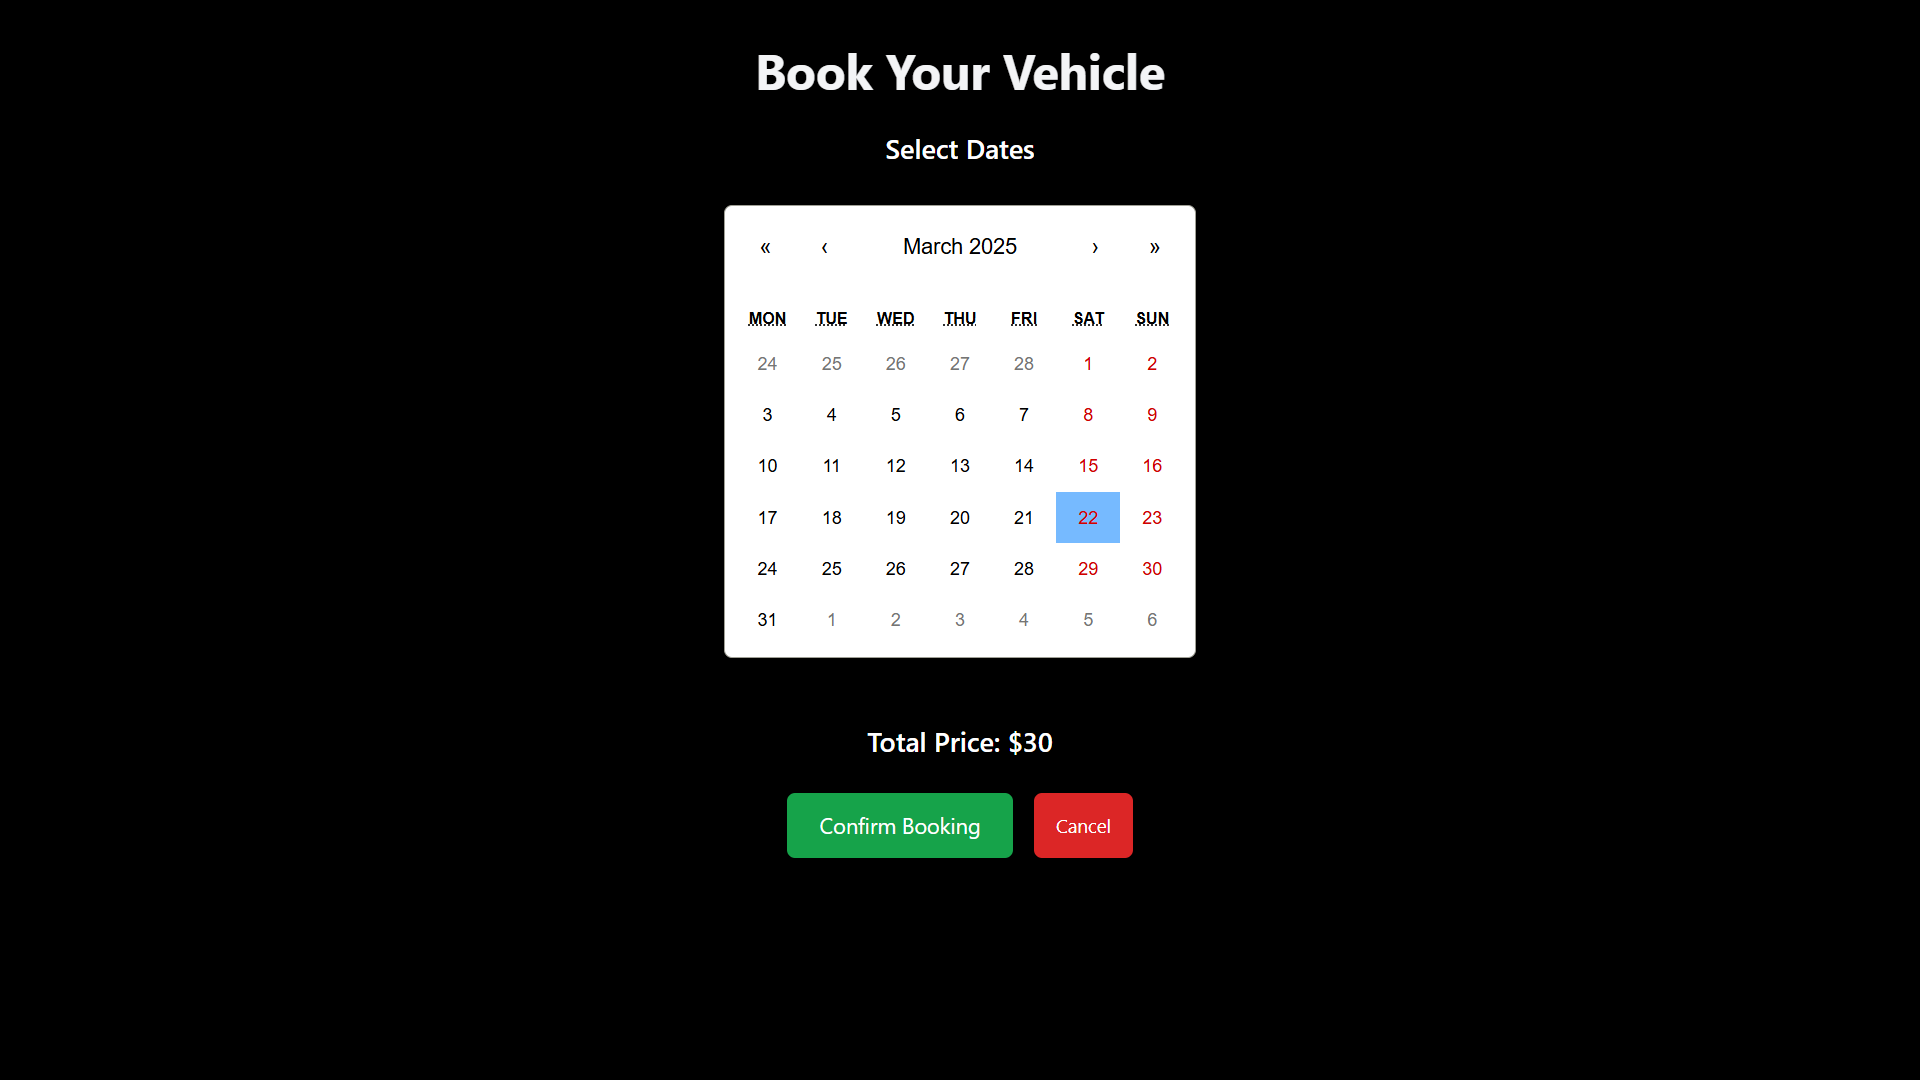 Book Your Vehicle
Select Dates
« ‹ March 2025 › »
MON TUE WED THU FRI SAT SUN
24 25 26 27 28 1 2
3 4 5 6 7 8 9
10 11 12 13 14 15 16
17 18 19 20 21 22 23
24 25 26 27 28 29 30
31 1 2 3 4 5 6
Total Price: $30
Confirm Booking Cancel